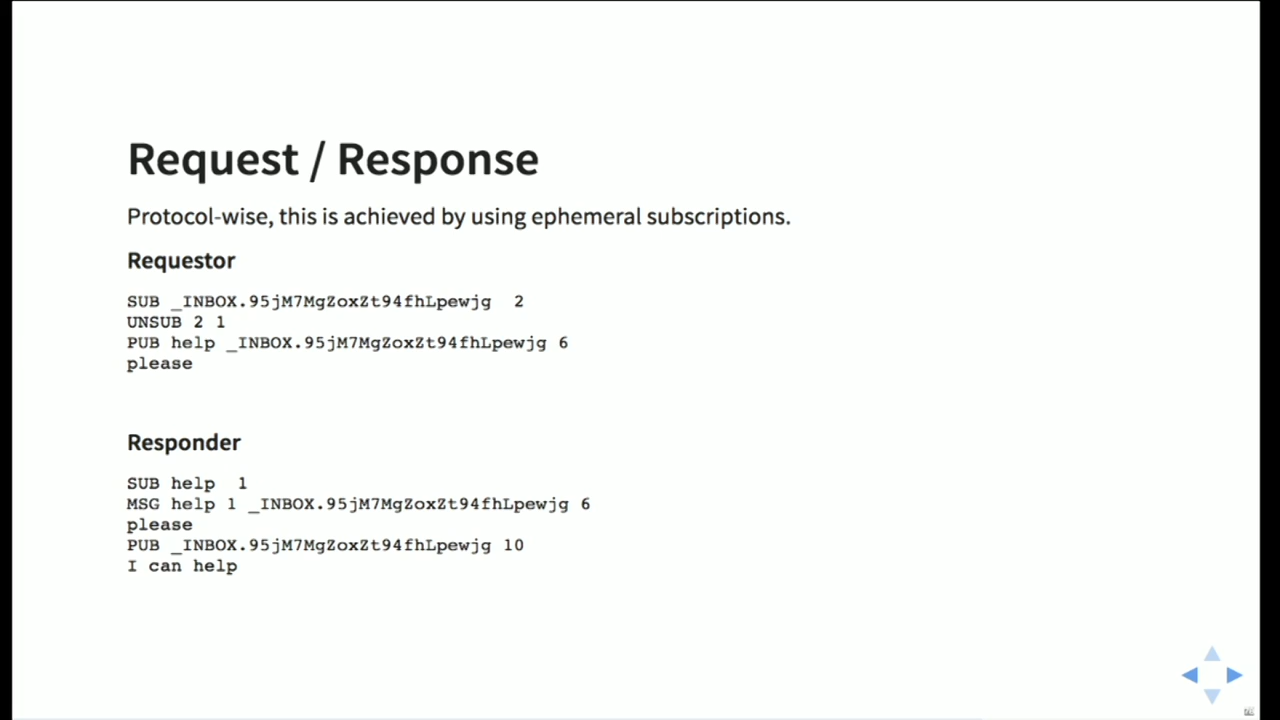 Request / Response
Protocol-wise, this is achieved by using ephemeral subscriptions.
Requestor
SUB _INBOX.95jM7MgZoxZt94fhLpewjg  2
UNSUB 2 1
PUB help _INBOX.95jM7MgZoxZt94fhLpewjg 6
please
Responder
SUB help  1
MSG help 1 _INBOX.95jM7MgZoxZt94fhLpewjg 6
please
PUB _INBOX.95jM7MgZoxZt94fhLpewjg 10
I can help